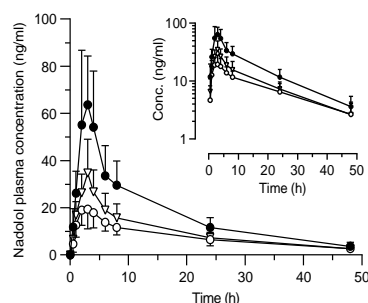 Nadolol plasma concentration (ng/ml)
100
80
60
40
20
0
0 10 20 30 40 50
Time (h)
Conc. (ng/ml)
100
10
1
0 10 20 30 40 50
Time (h)